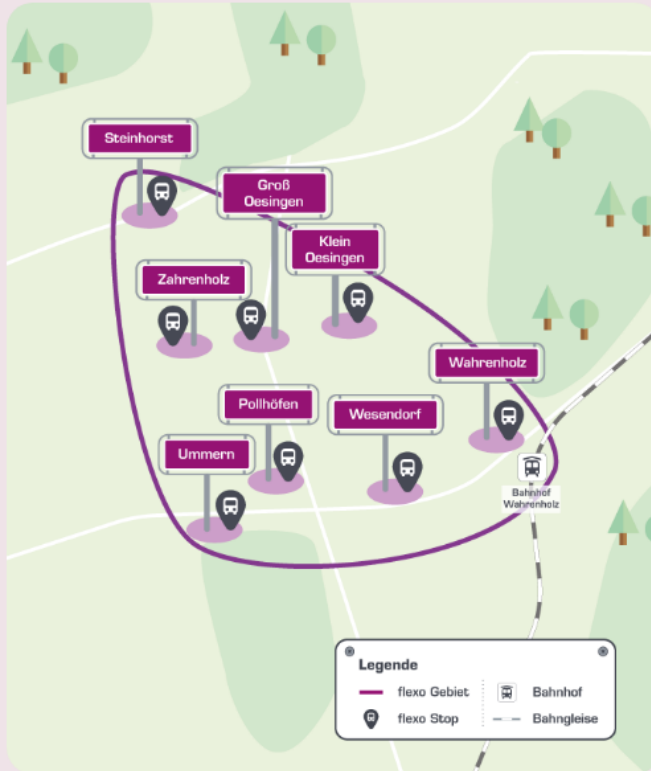 Steinhorst
Groß
Oesingen
Klein
Oesingen
Zahrenholz
Wahrenholz
Pollhöfen
Wesendorf
Ummern
Bahnhof
Wahrenholz
Legende
flexo Gebiet
Bahnhof
flexo Stop
Bahngleise